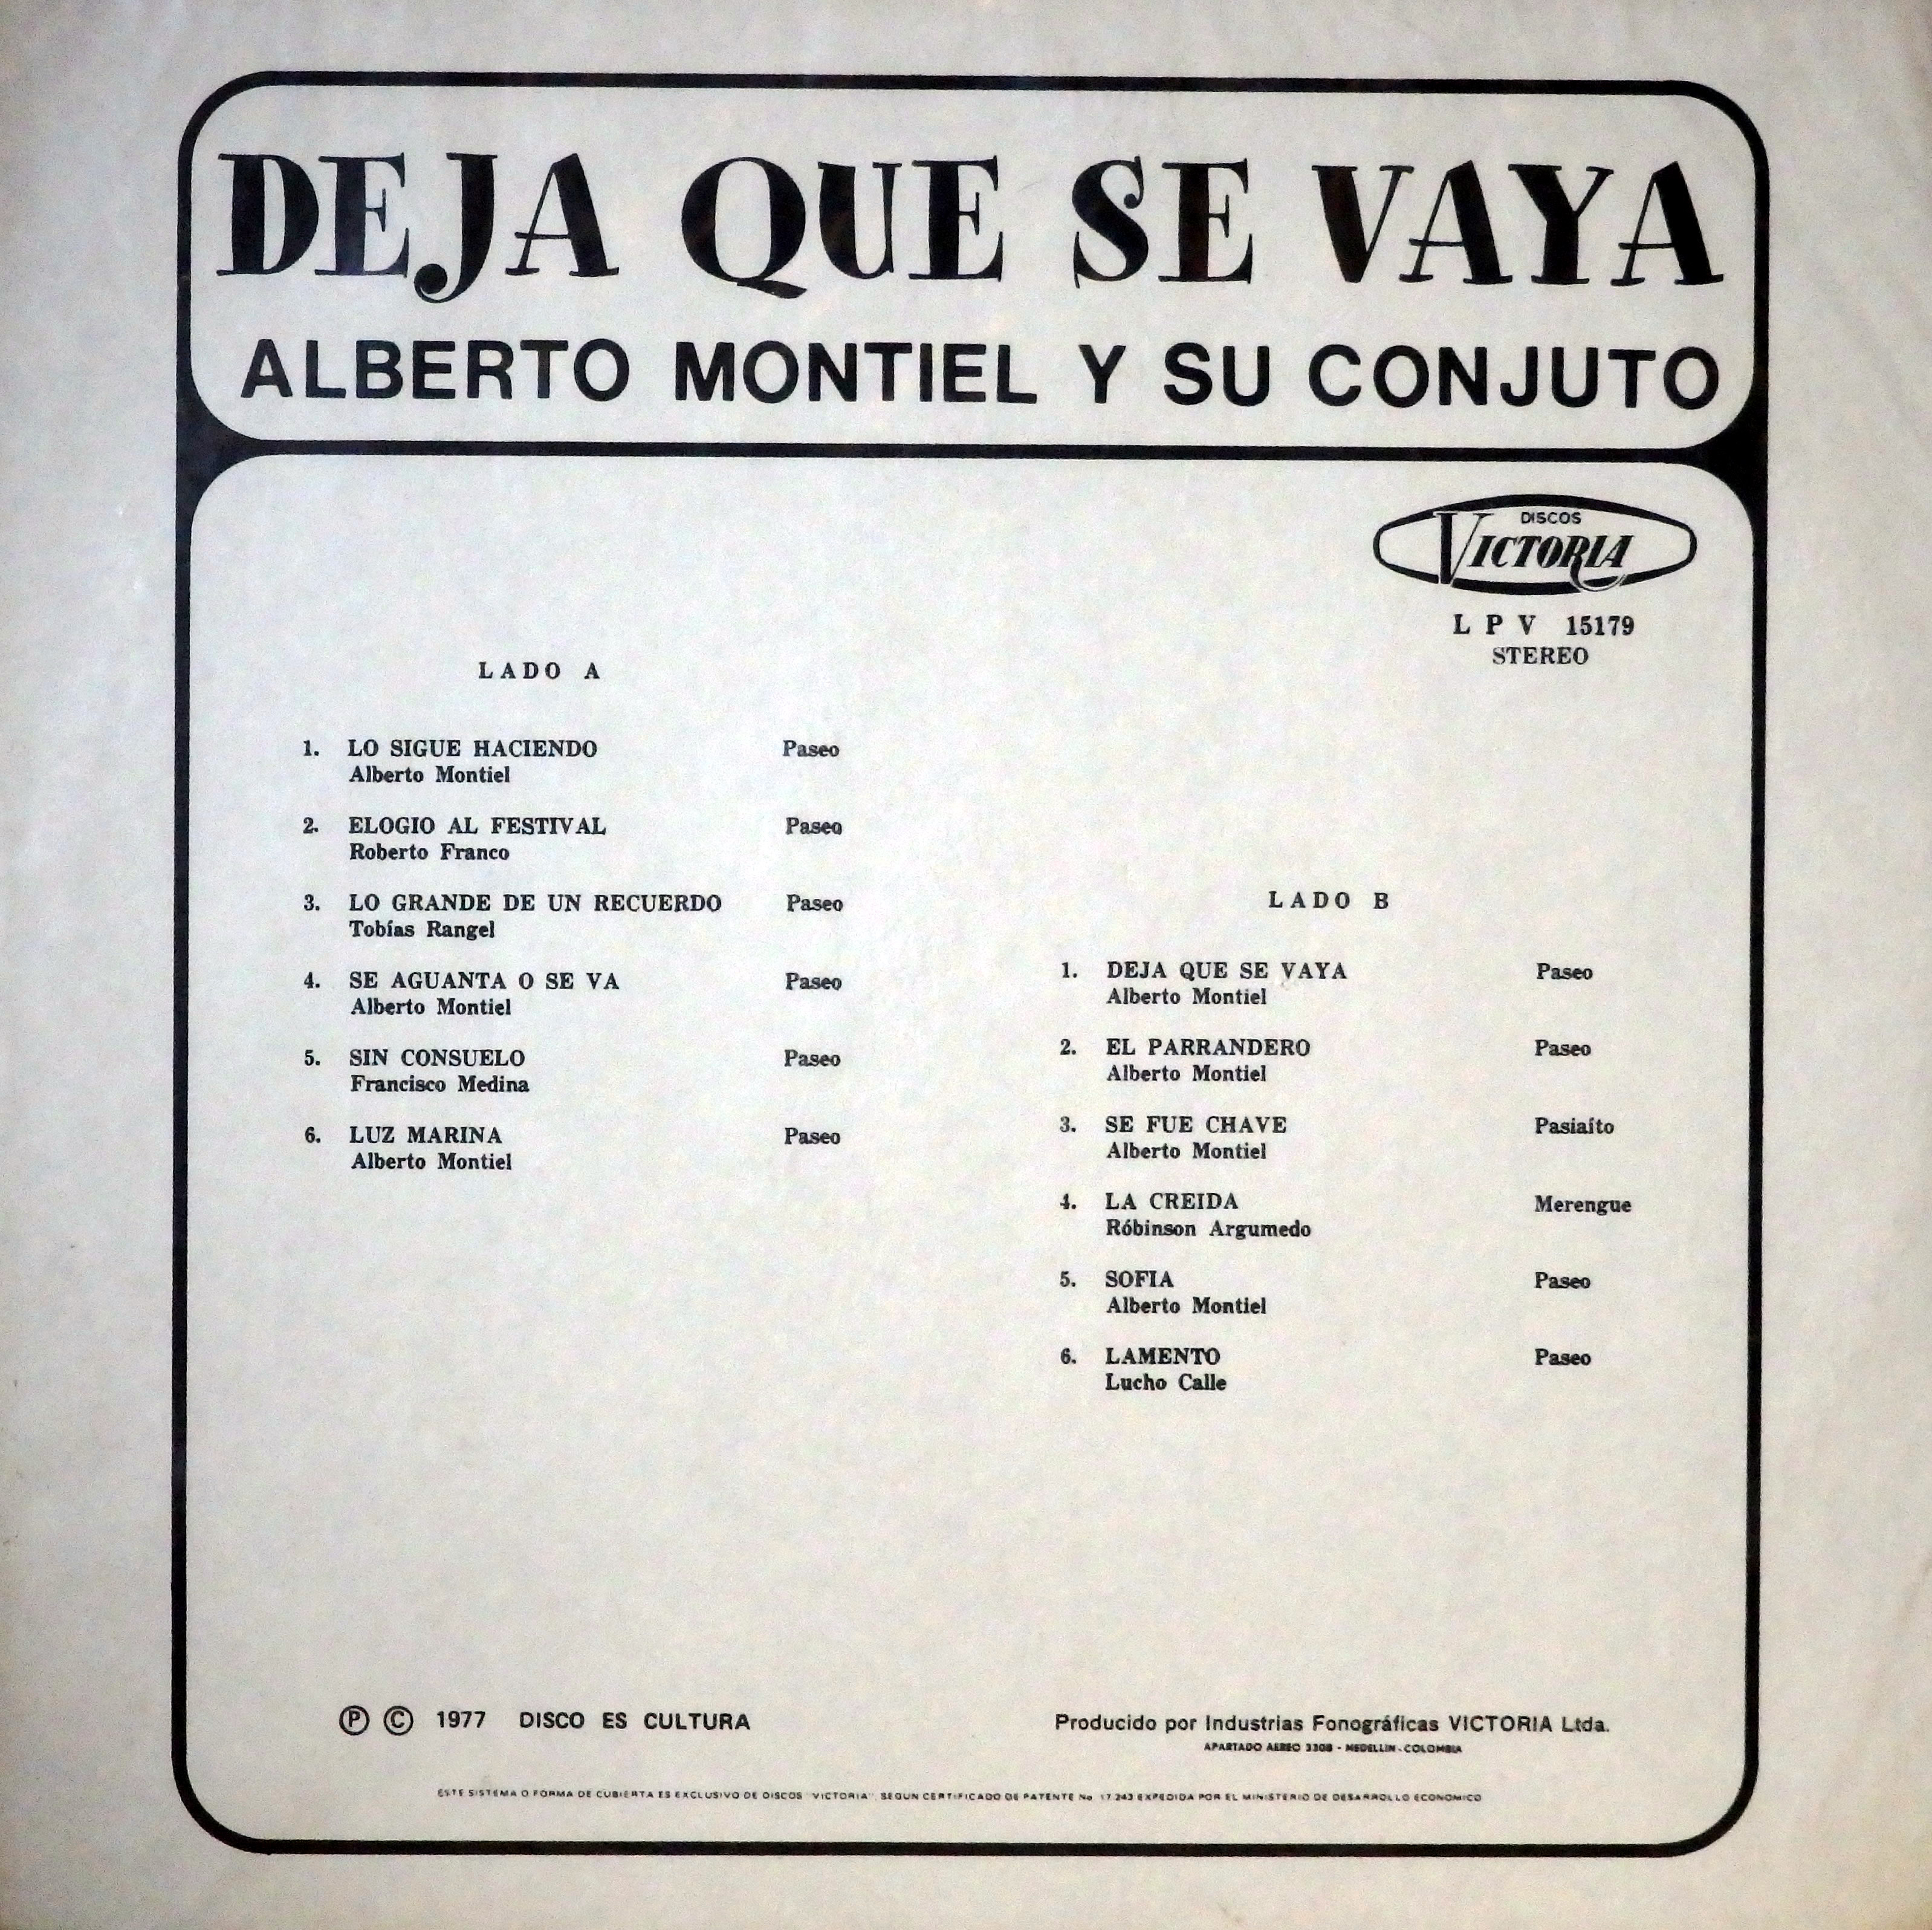 DEJA QUE SE VAYA
ALBERTO MONTIEL Y SU CONJUTO
DISCOS
VICTORIA
L P V 15179
STEREO
LADO A
1. LO SIGUE HACIENDO Paseo
Alberto Montiel
2. ELOGIO AL FESTIVAL Paseo
Roberto Franco
3. LO GRANDE DE UN RECUERDO Paseo
Tobías Rangel
4. SE AGUANTA O SE VA Paseo
Alberto Montiel
5. SIN CONSUELO Paseo
Francisco Medina
6. LUZ MARINA Paseo
Alberto Montiel
LADO B
1. DEJA QUE SE VAYA Paseo
Alberto Montiel
2. EL PARRANDERO Paseo
Alberto Montiel
3. SE FUE CHAVE Pasiaíto
Alberto Montiel
4. LA CREIDA Merengue
Róbinson Argumedo
5. SOFIA Paseo
Alberto Montiel
6. LAMENTO Paseo
Lucho Calle
Ⓟ © 1977 DISCO ES CULTURA
Producido por Industrias Fonográficas VICTORIA Ltda.
APARTADO AEREO 3308 - MEDELLIN - COLOMBIA
ESTE SISTEMA O FORMA DE CUBIERTA ES EXCLUSIVO DE DISCOS "VICTORIA". SEGUN CERTIFICADO DE PATENTE No. 17.243 EXPEDIDA POR EL MINISTERIO DE DESARROLLO ECONOMICO